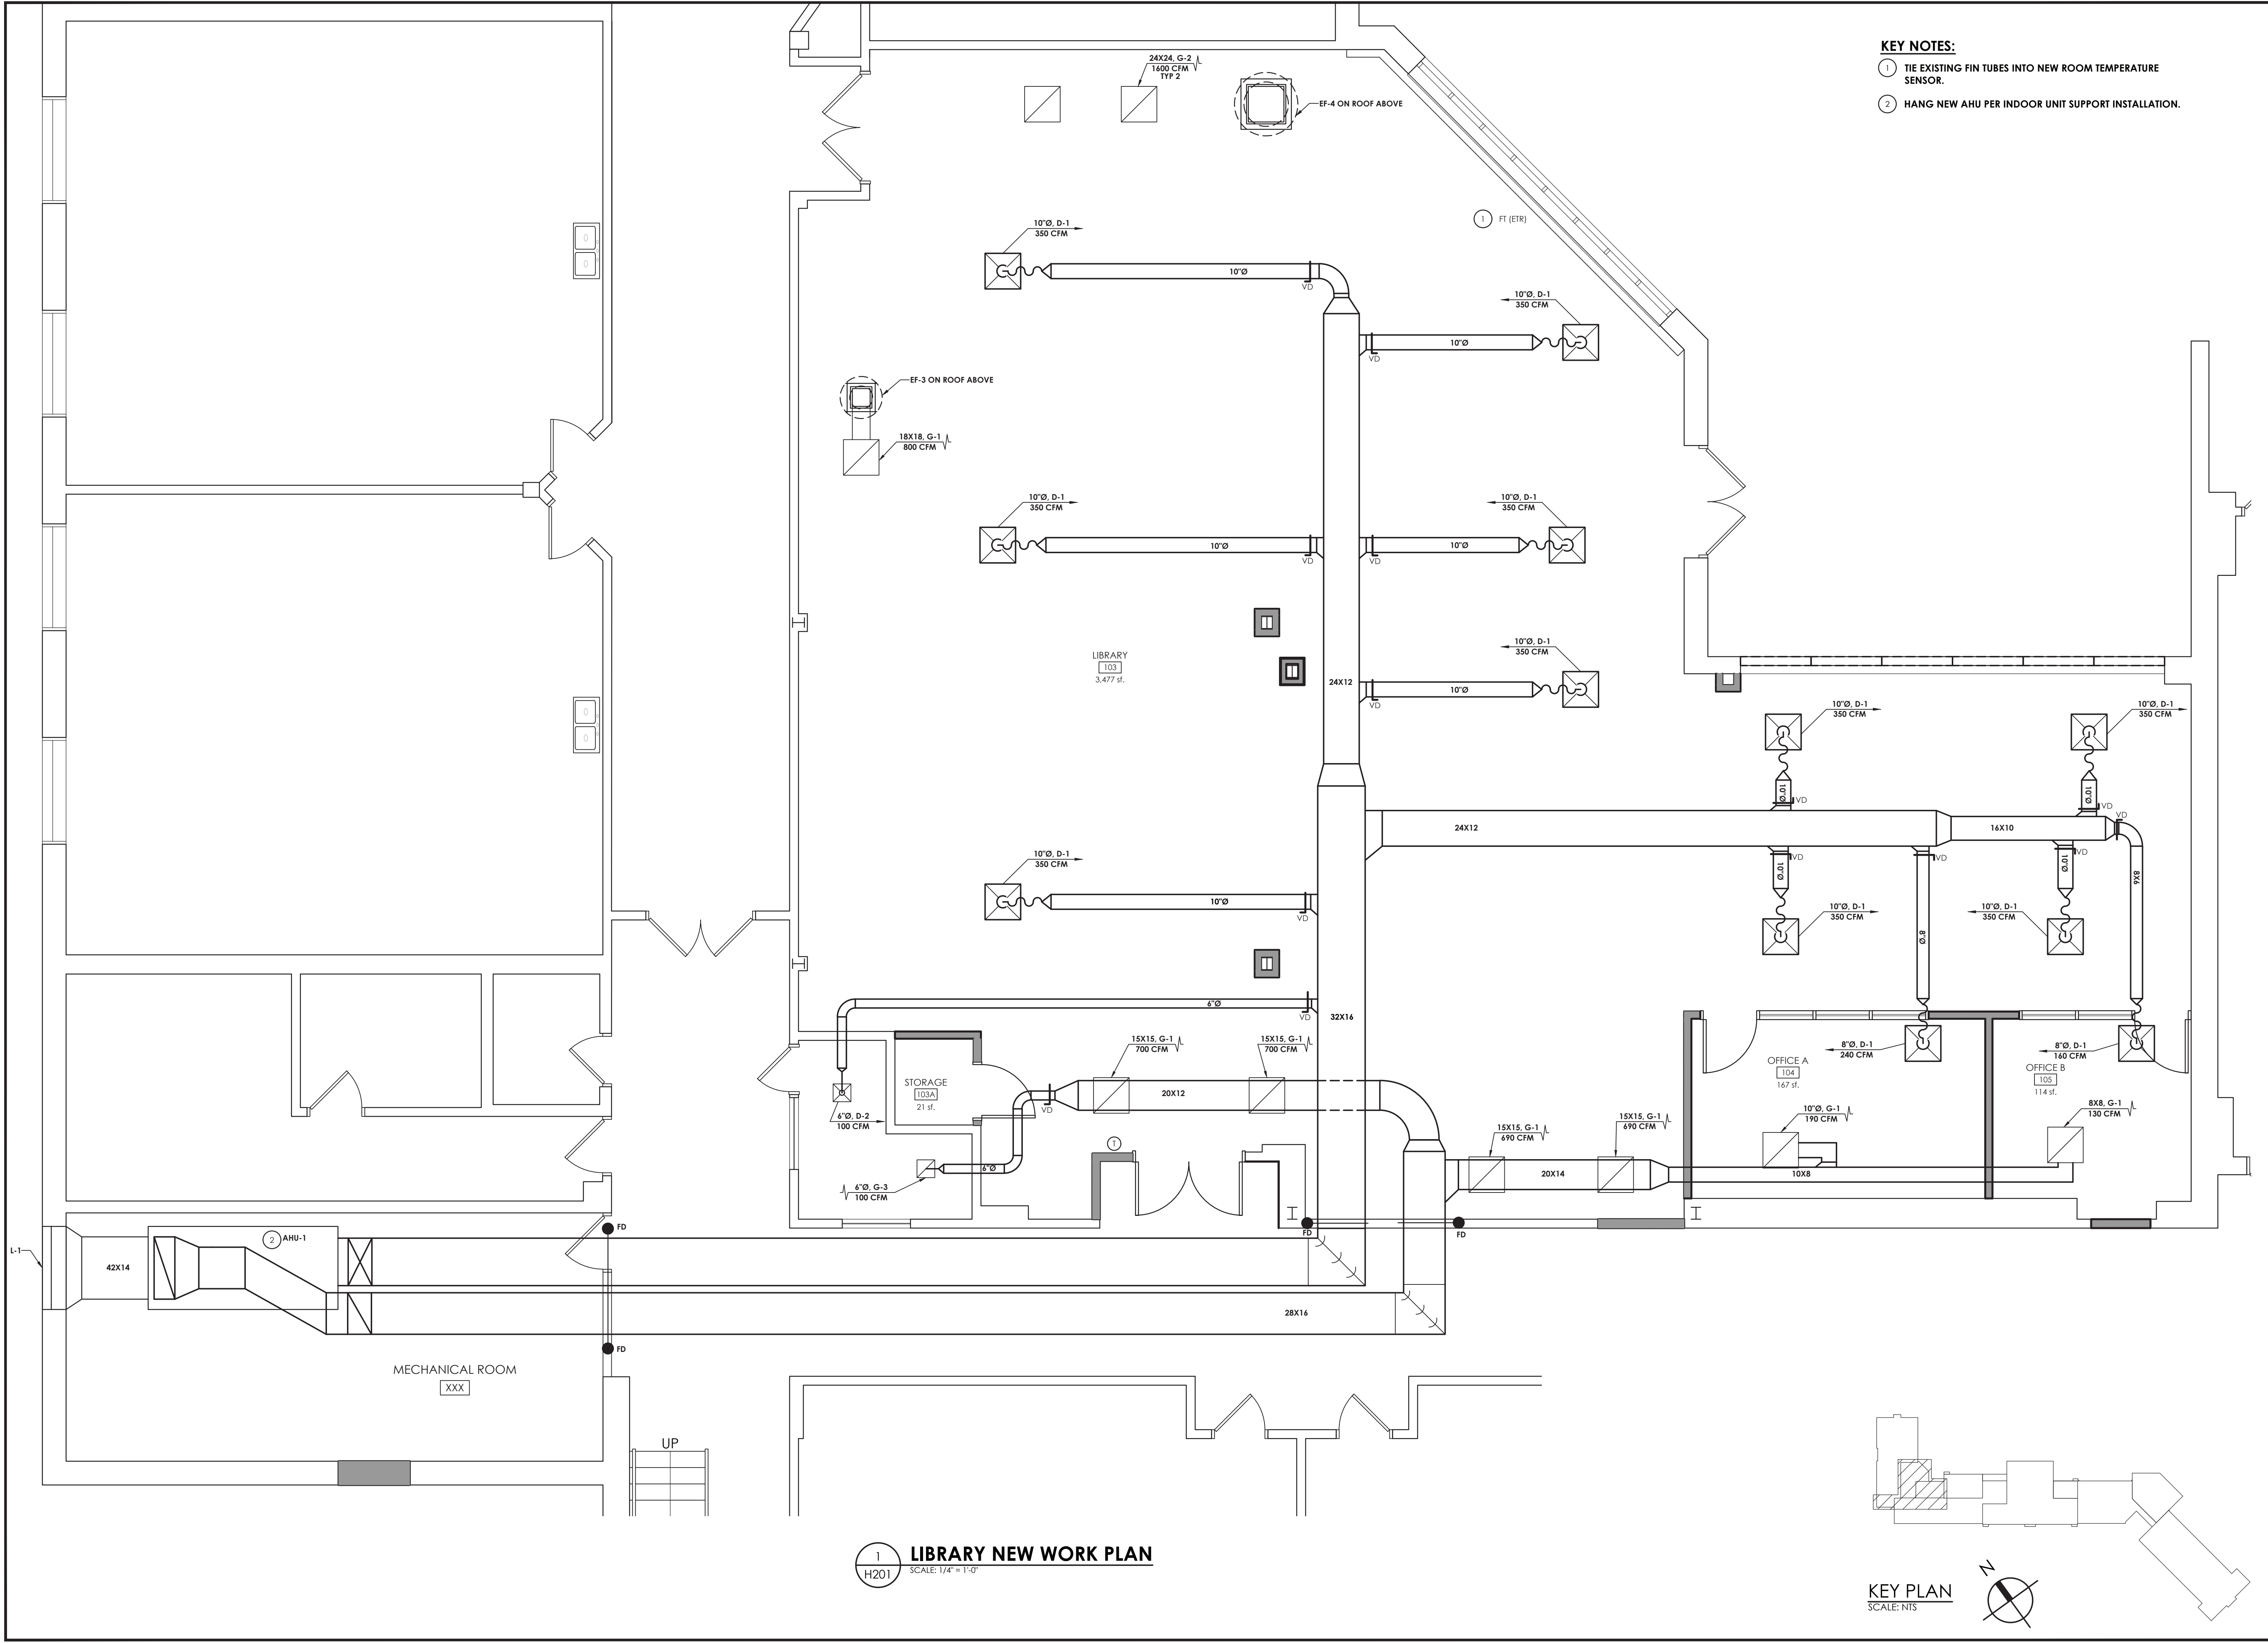 KEY NOTES:
1 TIE EXISTING FIN TUBES INTO NEW ROOM TEMPERATURE
SENSOR.
2 HANG NEW AHU PER INDOOR UNIT SUPPORT INSTALLATION.
24X24, G-2
1600 CFM
TYP 2
EF-4 ON ROOF ABOVE
1 FT (ETR)
10"Ø, D-1
350 CFM
10"Ø
VD
10"Ø, D-1
350 CFM
10"Ø
VD
EF-3 ON ROOF ABOVE
18X18, G-1
800 CFM
10"Ø, D-1
350 CFM
10"Ø
VD
10"Ø, D-1
350 CFM
10"Ø
VD
LIBRARY
103
3,477 sf.
24X12
10"Ø, D-1
350 CFM
10"Ø
VD
10"Ø, D-1
350 CFM
10"Ø
VD
10"Ø, D-1
350 CFM
10"Ø
VD
24X12
16X10
VD
8X6
10"Ø, D-1
350 CFM
10"Ø
VD
10"Ø, D-1
350 CFM
10"Ø
VD
10"Ø, D-1
350 CFM
10"Ø
VD
8"Ø
VD
6"Ø
VD
32X16
15X15, G-1
700 CFM
15X15, G-1
700 CFM
STORAGE
103A
21 sf.
20X12
VD
6"Ø, D-2
100 CFM
6"Ø
6"Ø, G-3
100 CFM
1
8"Ø, D-1
240 CFM
OFFICE A
104
167 sf.
8"Ø, D-1
160 CFM
OFFICE B
105
114 sf.
15X15, G-1
690 CFM
15X15, G-1
690 CFM
10"Ø, G-1
190 CFM
8X8, G-1
130 CFM
20X14
10X8
FD
FD
FD
L-1
42X14
2 AHU-1
28X16
FD
MECHANICAL ROOM
XXX
UP
1
H201
LIBRARY NEW WORK PLAN
SCALE: 1/4" = 1'-0"
KEY PLAN
SCALE: NTS
N